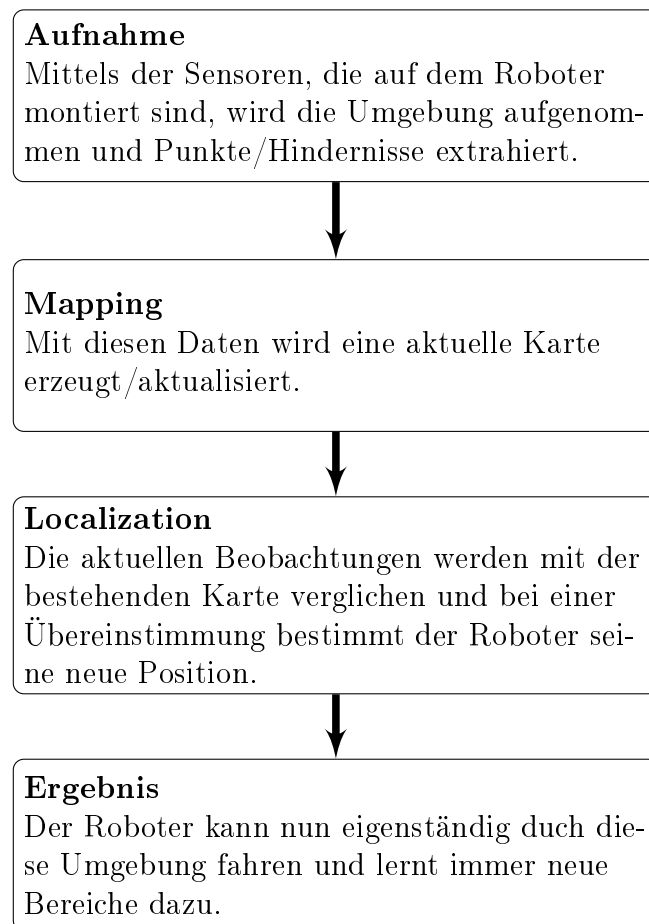 Aufnahme
Mittels der Sensoren, die auf dem Roboter
montiert sind, wird die Umgebung aufgenom-
men und Punkte/Hindernisse extrahiert.
Mapping
Mit diesen Daten wird eine aktuelle Karte
erzeugt/aktualisiert.
Localization
Die aktuellen Beobachtungen werden mit der
bestehenden Karte verglichen und bei einer
Übereinstimmung bestimmt der Roboter sei-
ne neue Position.
Ergebnis
Der Roboter kann nun eigenständig duch die-
se Umgebung fahren und lernt immer neue
Bereiche dazu.